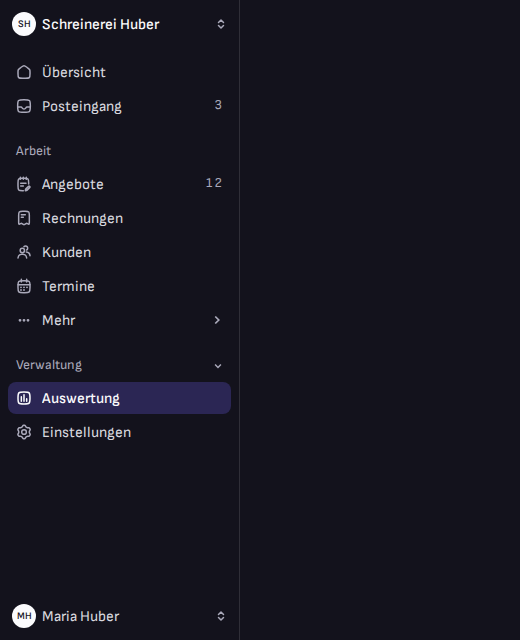 SH Schreinerei Huber
Übersicht
Posteingang 3
Arbeit
Angebote 12
Rechnungen
Kunden
Termine
Mehr
Verwaltung
Auswertung
Einstellungen
MH Maria Huber